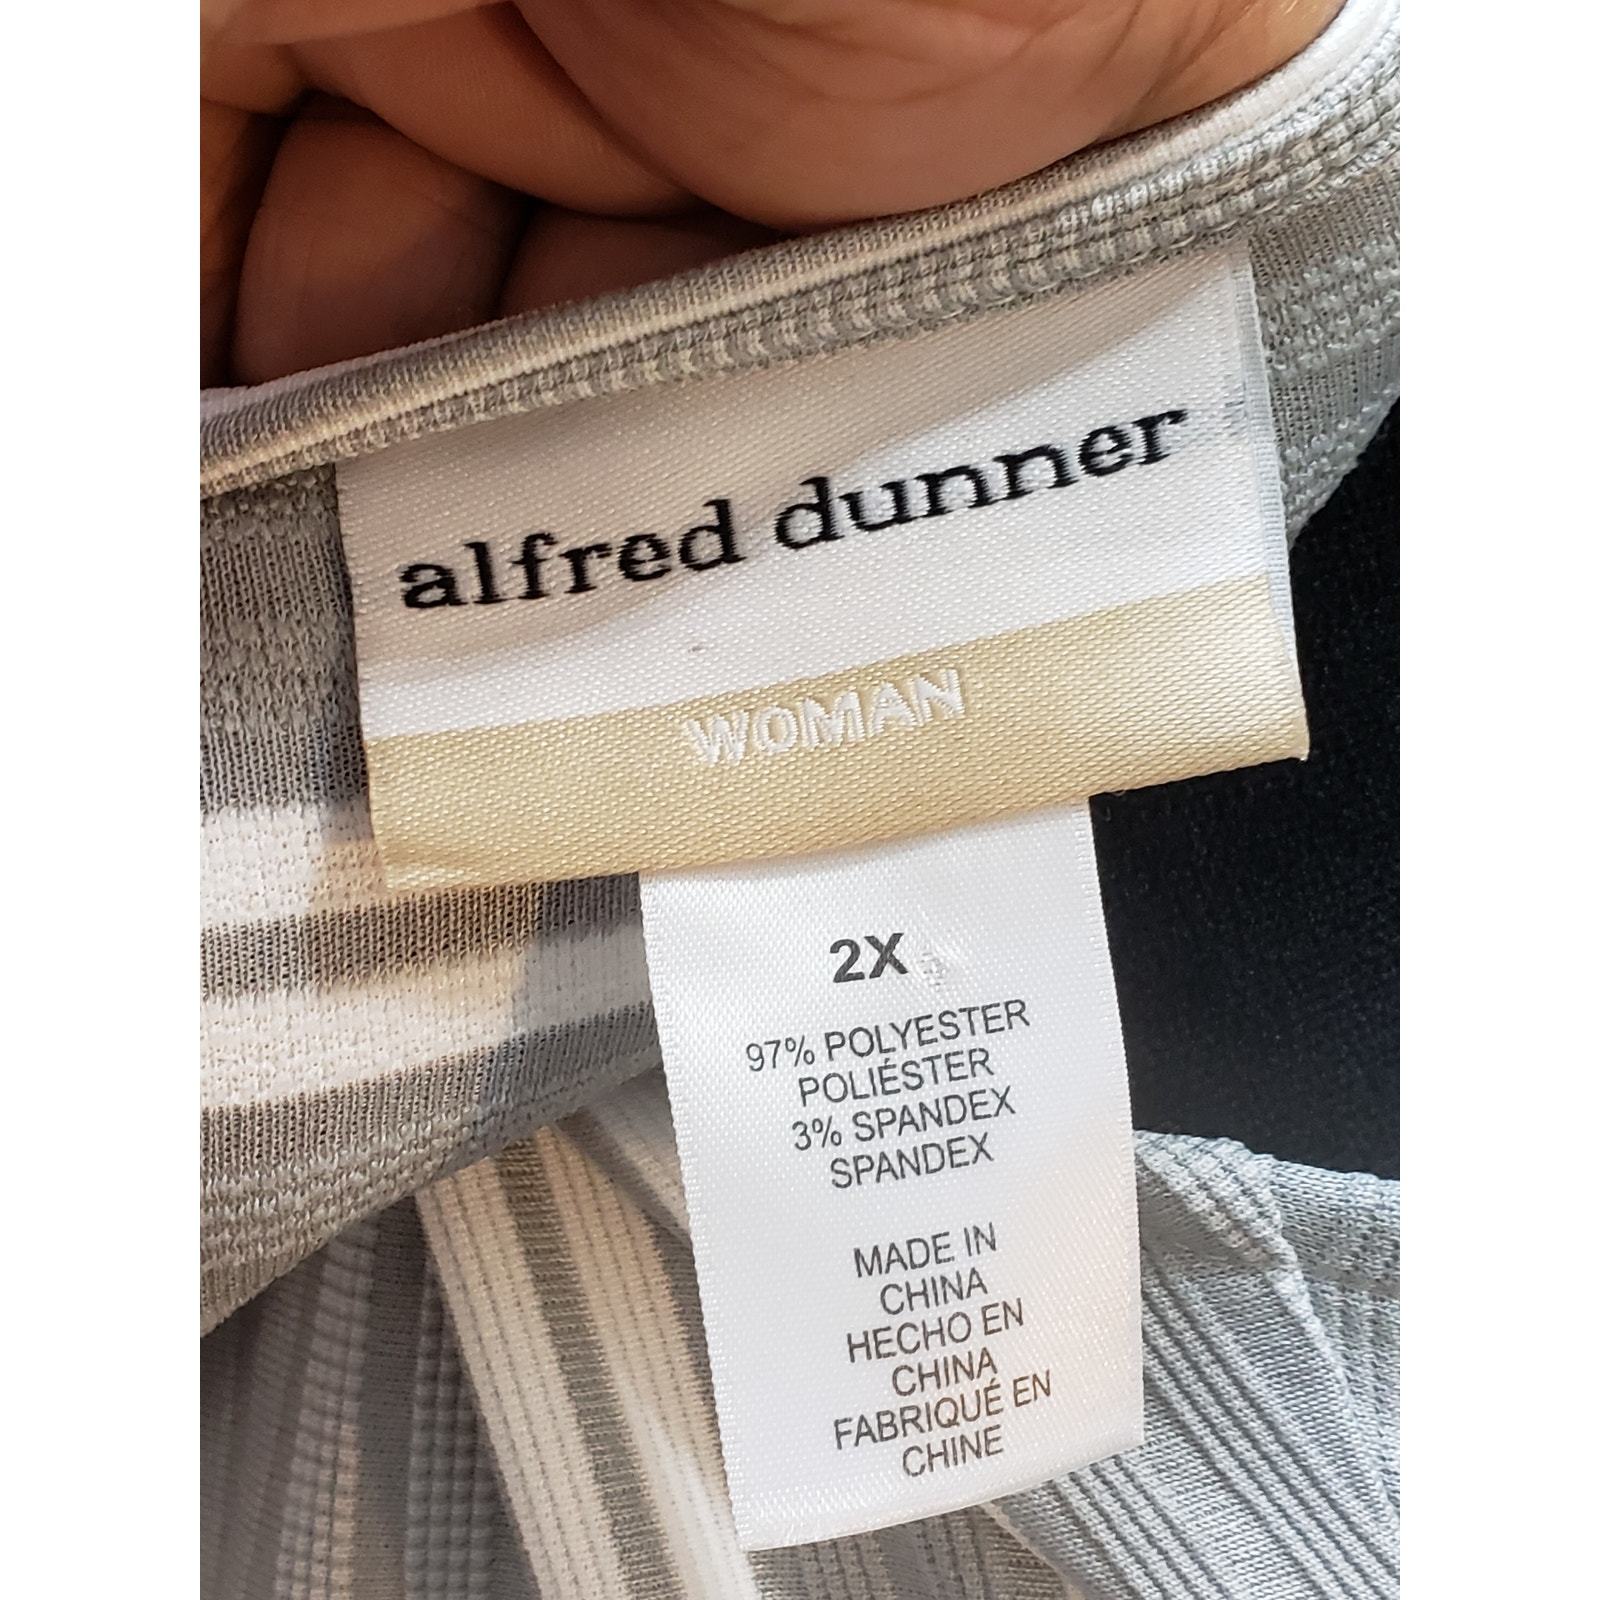 alfred dunner
WOMAN
2X
97% POLYESTER
POLIÉSTER
3% SPANDEX
SPANDEX
MADE IN
CHINA
HECHO EN
CHINA
FABRIQUÉ EN
CHINE